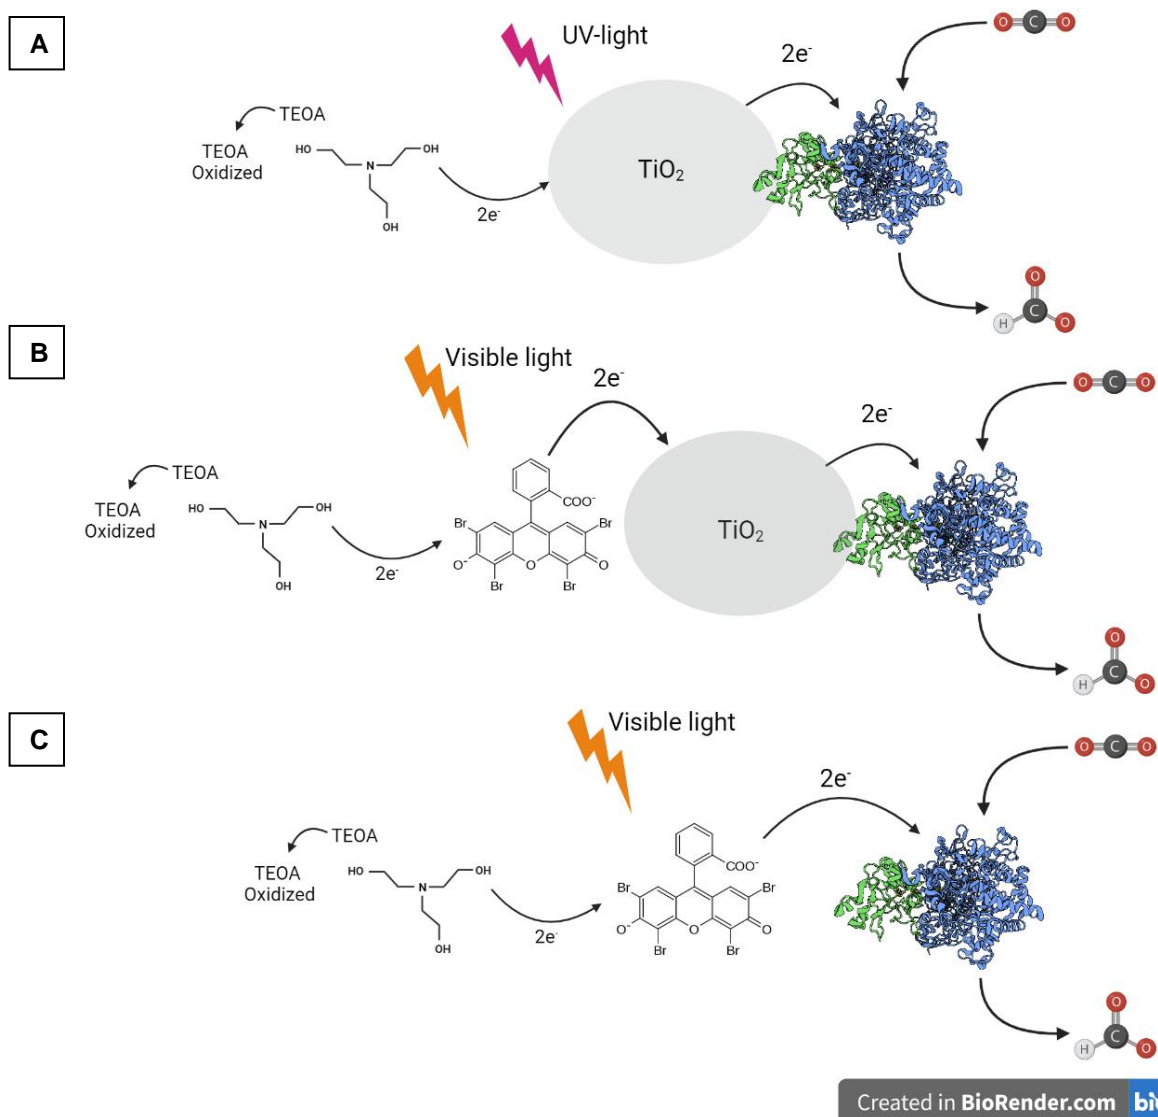 A
UV-light
2e⁻
O C O
TEOA
TEOA
Oxidized
HO
N
OH
OH
2e⁻
TiO₂
O
C
H
O
B
Visible light
2e⁻
2e⁻
O C O
TEOA
TEOA
Oxidized
HO
N
OH
OH
2e⁻
COO⁻
Br
Br
O⁻
O
O
Br
Br
TiO₂
O
C
H
O
C
Visible light
2e⁻
O C O
TEOA
TEOA
Oxidized
HO
N
OH
OH
2e⁻
COO⁻
Br
Br
O⁻
O
O
Br
Br
O
C
H
O
Created in BioRender.com